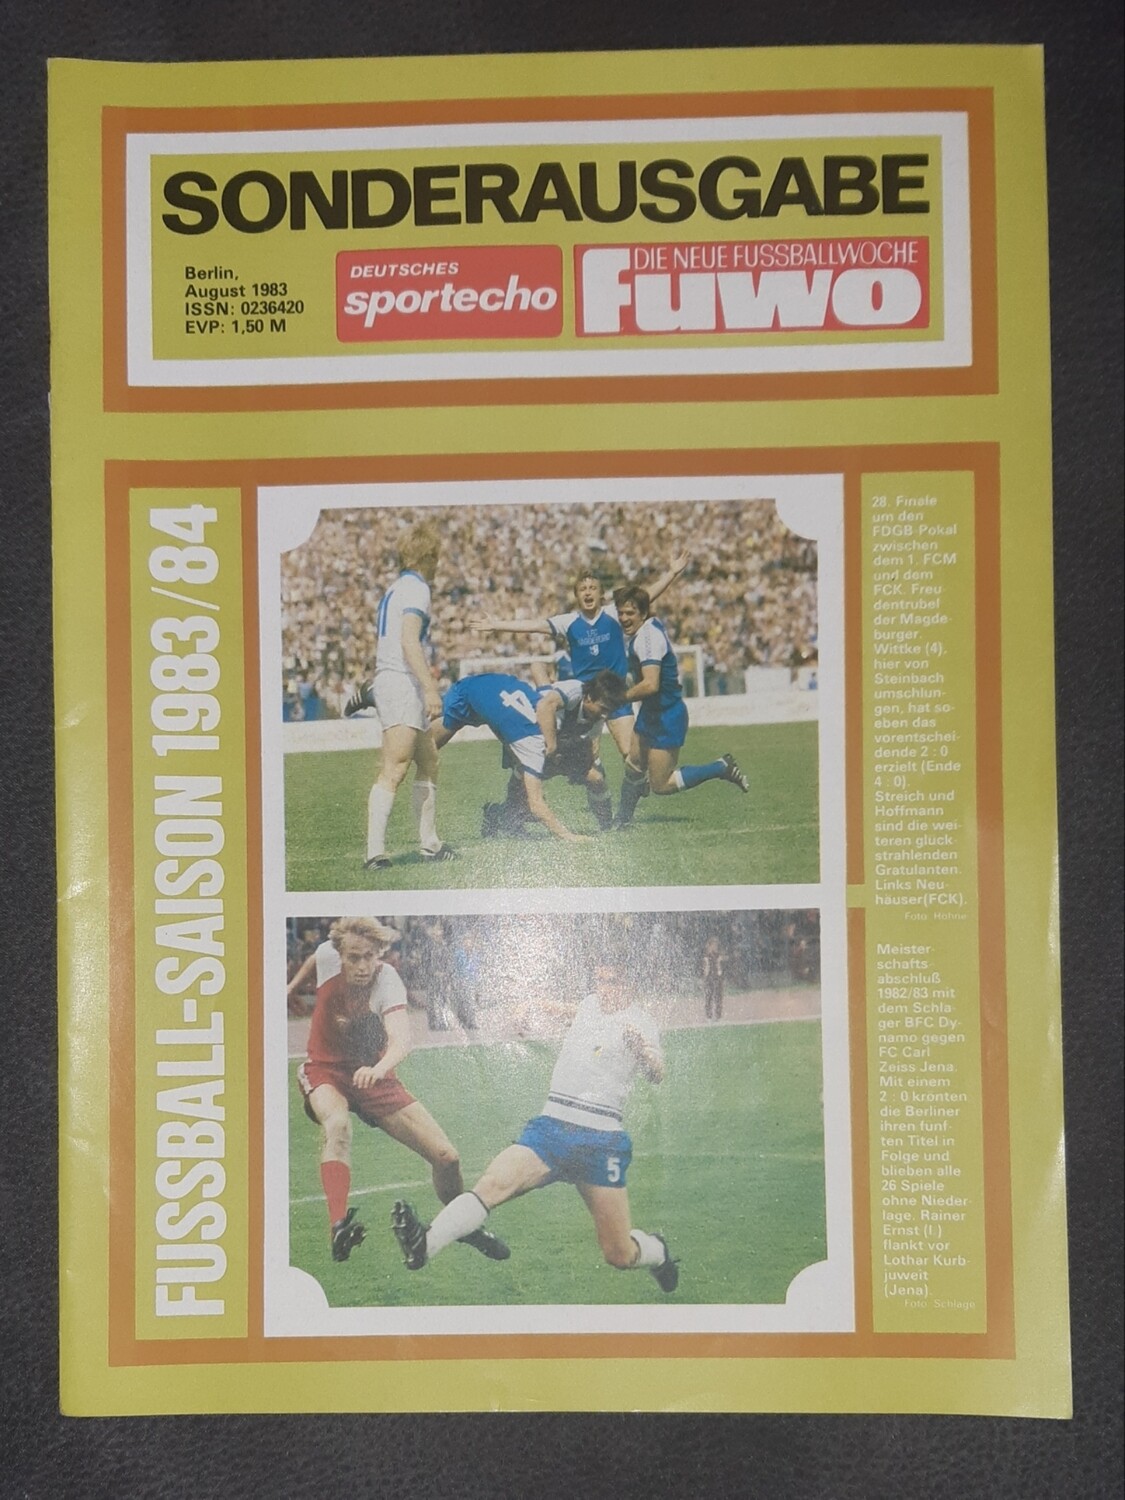 SONDERAUSGABE
Berlin,
August 1983
ISSN: 0236420
EVP: 1,50 M
DEUTSCHES
sportecho
DIE NEUE FUSSBALLWOCHE
fuwo
FUSSBALL-SAISON 1983/84
28. Finale
um den
FDGB-Pokal
zwischen
dem 1. FCM
und dem
FCK. Freu-
dentrubel
der Magde-
burger.
Wittke (4),
hier von
Steinbach
umschlun-
gen, hat so-
eben das
vorentschei-
dende 2 : 0
erzielt (Ende
4 : 0).
Streich und
Hoffmann
sind die wei-
teren glück-
strahlenden
Gratulanten.
Links Neu-
häuser(FCK).
Foto: Höhne
Meister-
schafts-
abschluß
1982/83 mit
dem Schla-
ger BFC Dy-
namo gegen
FC Carl
Zeiss Jena.
Mit einem
2 : 0 krönten
die Berliner
ihren fünf-
ten Titel in
Folge und
blieben alle
26 Spiele
ohne Nieder-
lage. Rainer
Ernst (l.)
flankt vor
Lothar Kurb-
juweit
(Jena).
Foto: Schlage
4
5